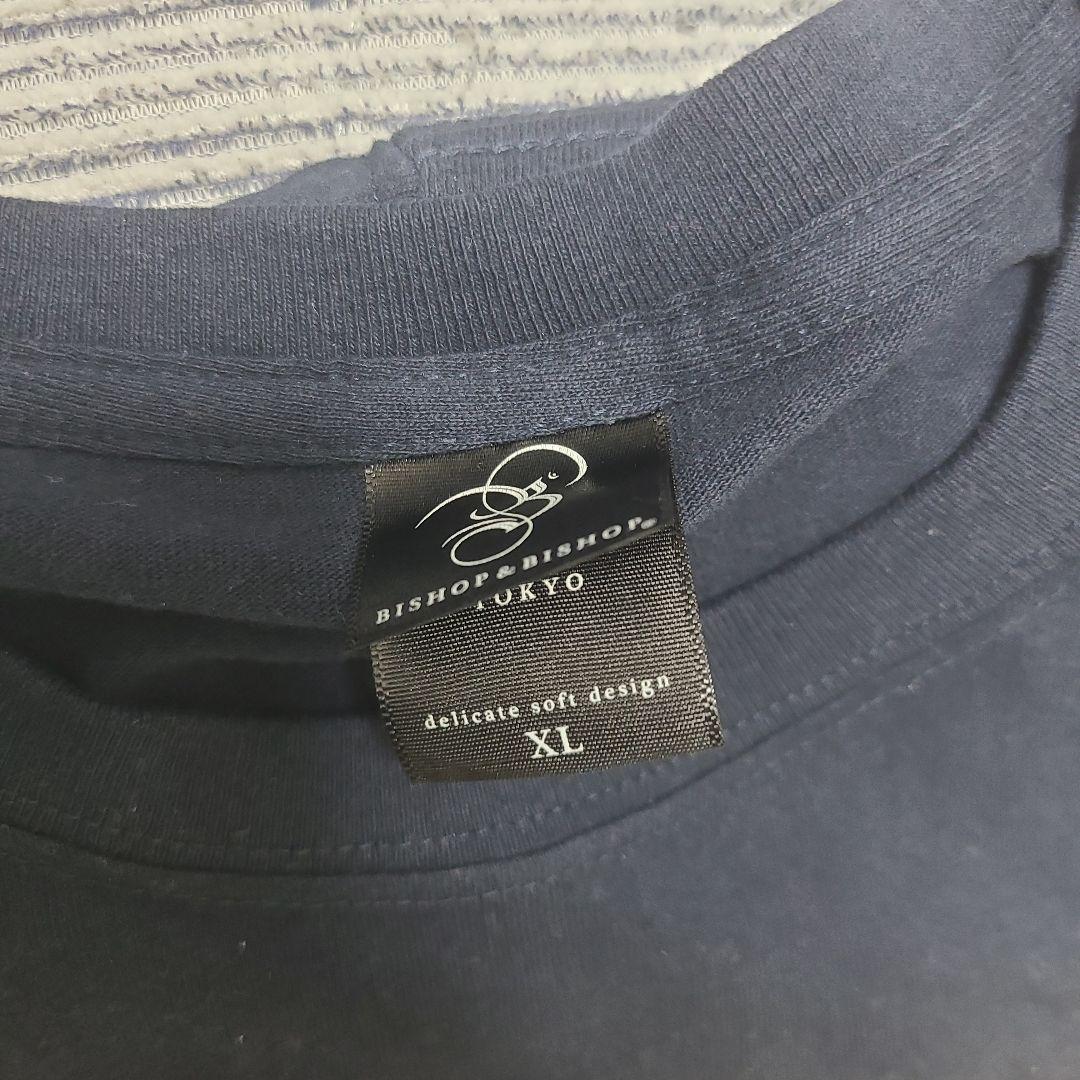 BISHOP & BISHOP®
TOKYO
delicate soft design
XL